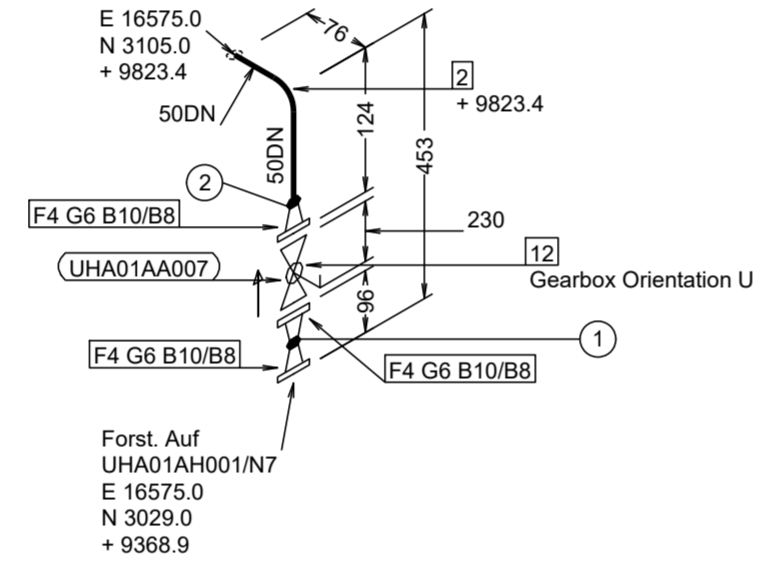 E 16575.0
N 3105.0
+ 9823.4
76
2
+ 9823.4
50DN
124
453
50DN
2
F4 G6 B10/B8
230
UHA01AA007
12
Gearbox Orientation U
96
1
F4 G6 B10/B8
F4 G6 B10/B8
Forst. Auf
UHA01AH001/N7
E 16575.0
N 3029.0
+ 9368.9